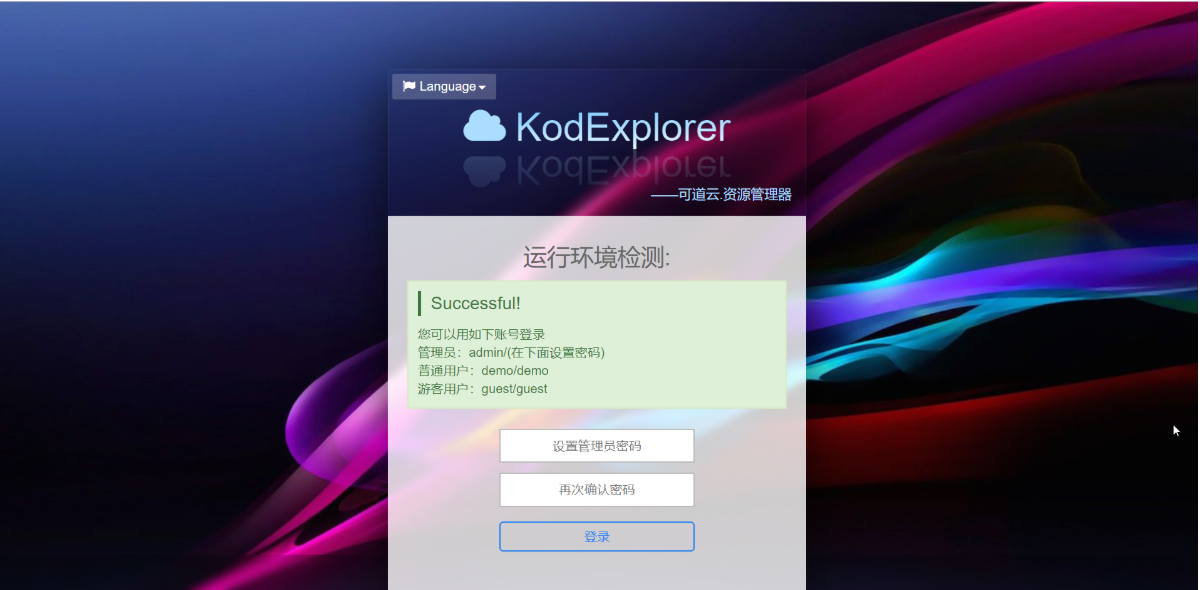 Language
KodExplorer
——可道云.资源管理器
运行环境检测:
Successful!
您可以用如下账号登录
管理员：admin/(在下面设置密码)
普通用户：demo/demo
游客用户：guest/guest
设置管理员密码
再次确认密码
登录